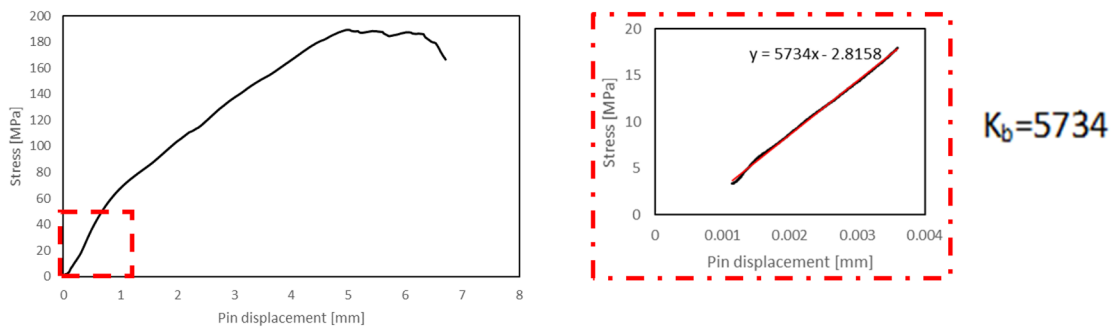 200
180
160
140
120
100
80
60
40
20
0
Stress [MPa]
0 1 2 3 4 5 6 7 8
Pin displacement [mm]
20
15
10
5
0
Stress [MPa]
y = 5734x - 2.8158
0 0.001 0.002 0.003 0.004
Pin displacement [mm]
K_b=5734